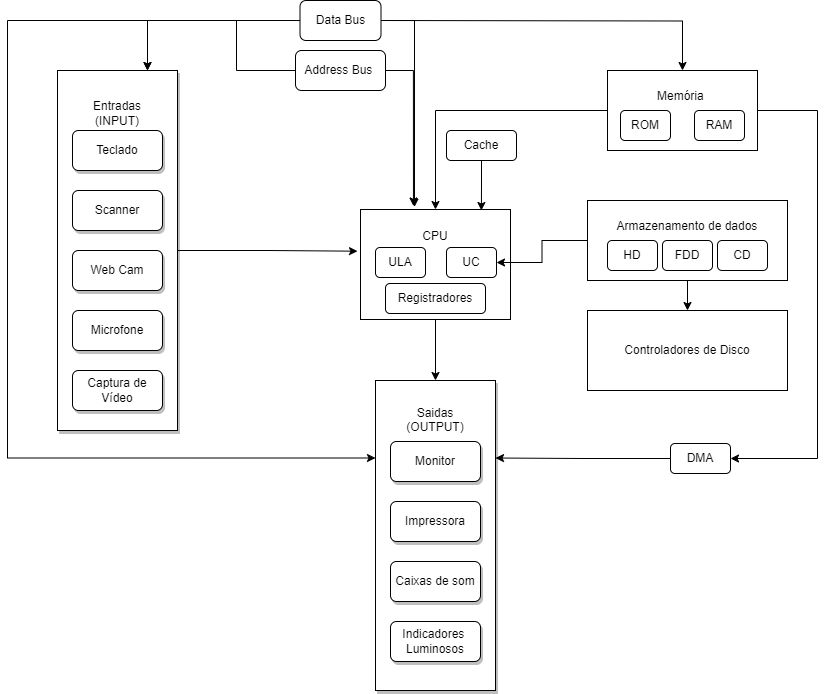 Data Bus
Address Bus
Entradas
(INPUT)
Teclado
Scanner
Web Cam
Microfone
Captura de
Vídeo
Memória
ROM
RAM
Cache
CPU
ULA
UC
Registradores
Armazenamento de dados
HD
FDD
CD
Controladores de Disco
Saidas
(OUTPUT)
Monitor
Impressora
Caixas de som
Indicadores
Luminosos
DMA